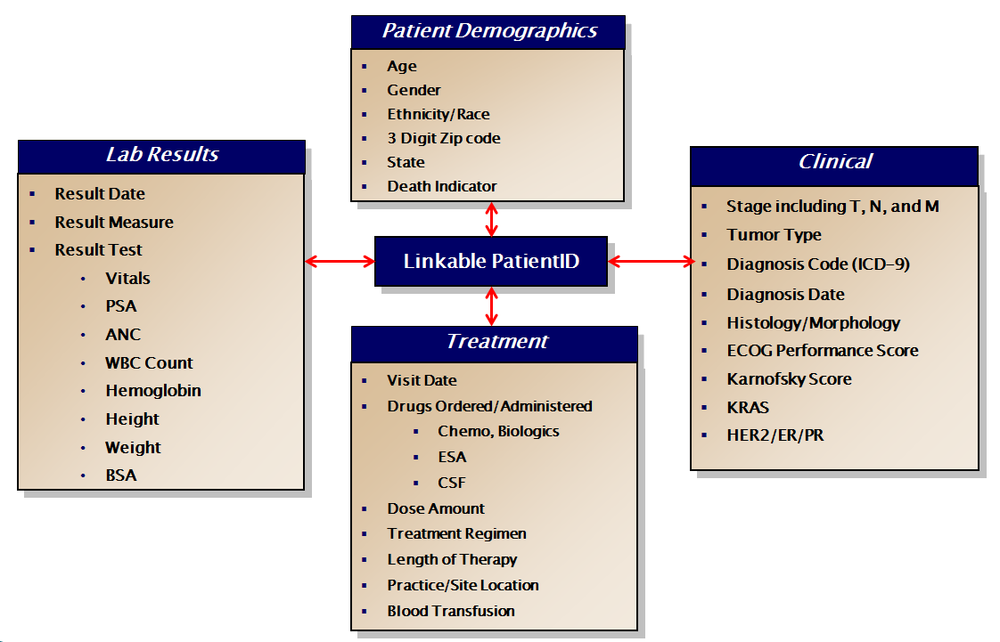 Patient Demographics
Age
Gender
Ethnicity/Race
3 Digit Zip code
State
Death Indicator
Lab Results
Result Date
Result Measure
Result Test
Vitals
PSA
ANC
WBC Count
Hemoglobin
Height
Weight
BSA
Linkable PatientID
Clinical
Stage including T, N, and M
Tumor Type
Diagnosis Code (ICD-9)
Diagnosis Date
Histology/Morphology
ECOG Performance Score
Karnofsky Score
KRAS
HER2/ER/PR
Treatment
Visit Date
Drugs Ordered/Administered
Chemo, Biologics
ESA
CSF
Dose Amount
Treatment Regimen
Length of Therapy
Practice/Site Location
Blood Transfusion